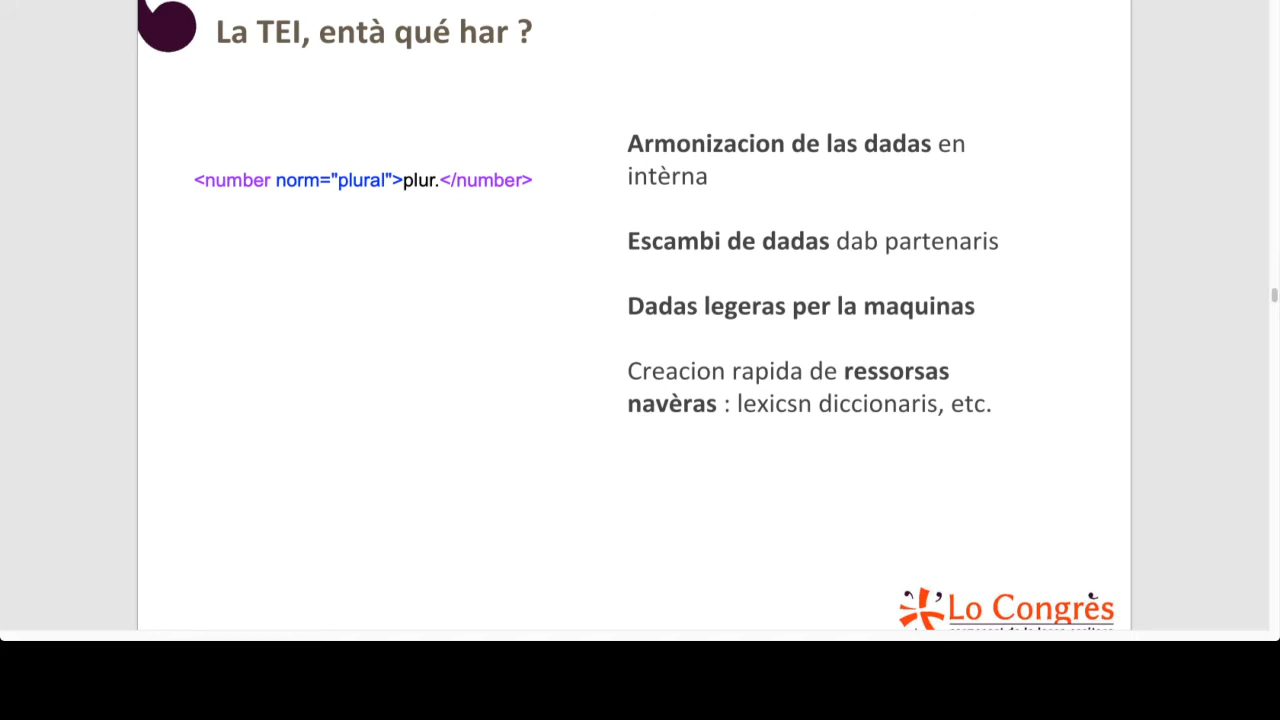 La TEI, entà qué har ?
<number norm="plural">plur.</number>
Armonizacion de las dadas en
intèrna
Escambi de dadas dab partenaris
Dadas legeras per la maquinas
Creacion rapida de ressorsas
navèras : lexicsn diccionaris, etc.
Lo Congrès